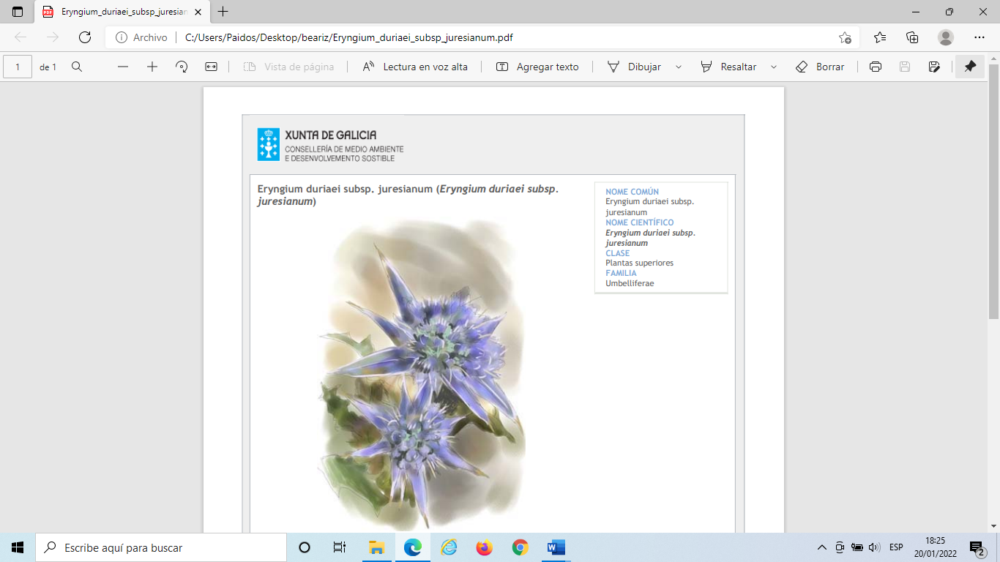 Eryngium_duriaei_subsp_juresian
Archivo
C:/Users/Paidos/Desktop/beariz/Eryngium_duriaei_subsp_juresianum.pdf
1 de 1
Vista de página
Lectura en voz alta
Agregar texto
Dibujar
Resaltar
Borrar
XUNTA DE GALICIA
CONSELLERÍA DE MEDIO AMBIENTE
E DESENVOLVEMENTO SOSTIBLE
Eryngium duriaei subsp. juresianum (Eryngium duriaei subsp.
juresianum)
NOME COMÚN
Eryngium duriaei subsp.
juresianum
NOME CIENTÍFICO
Eryngium duriaei subsp.
juresianum
CLASE
Plantas superiores
FAMILIA
Umbelliferae
Escribe aquí para buscar
ESP
18:25
20/01/2022
2